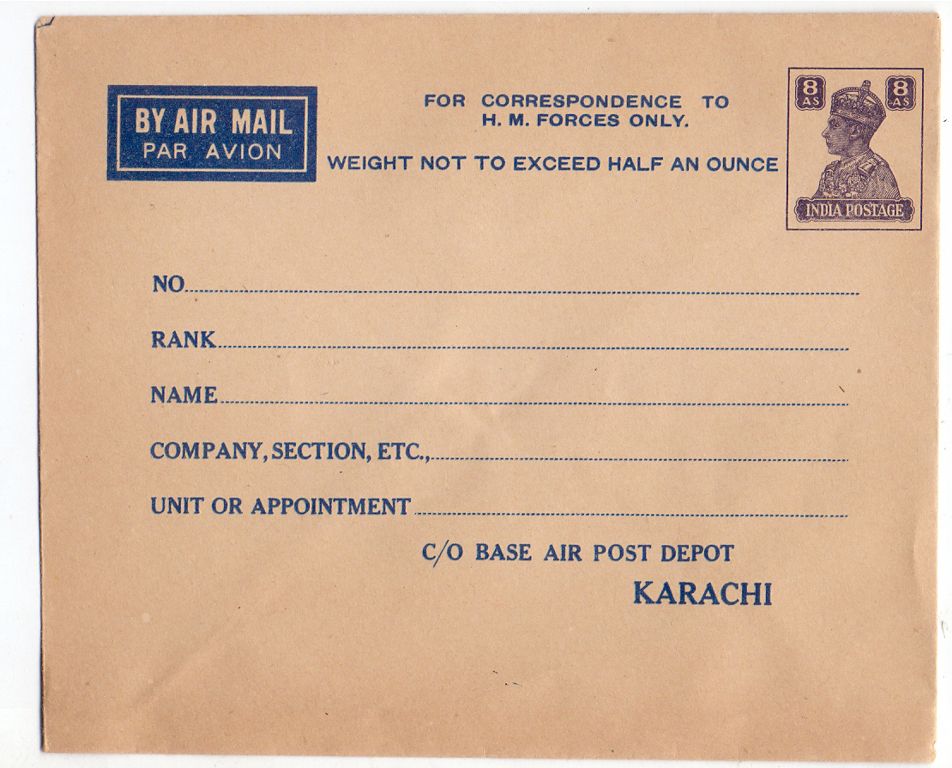 BY AIR MAIL
PAR AVION
FOR CORRESPONDENCE TO
H. M. FORCES ONLY.
WEIGHT NOT TO EXCEED HALF AN OUNCE
8 AS 8 AS
INDIA POSTAGE
NO
RANK
NAME
COMPANY, SECTION, ETC.,
UNIT OR APPOINTMENT
C/O BASE AIR POST DEPOT
KARACHI